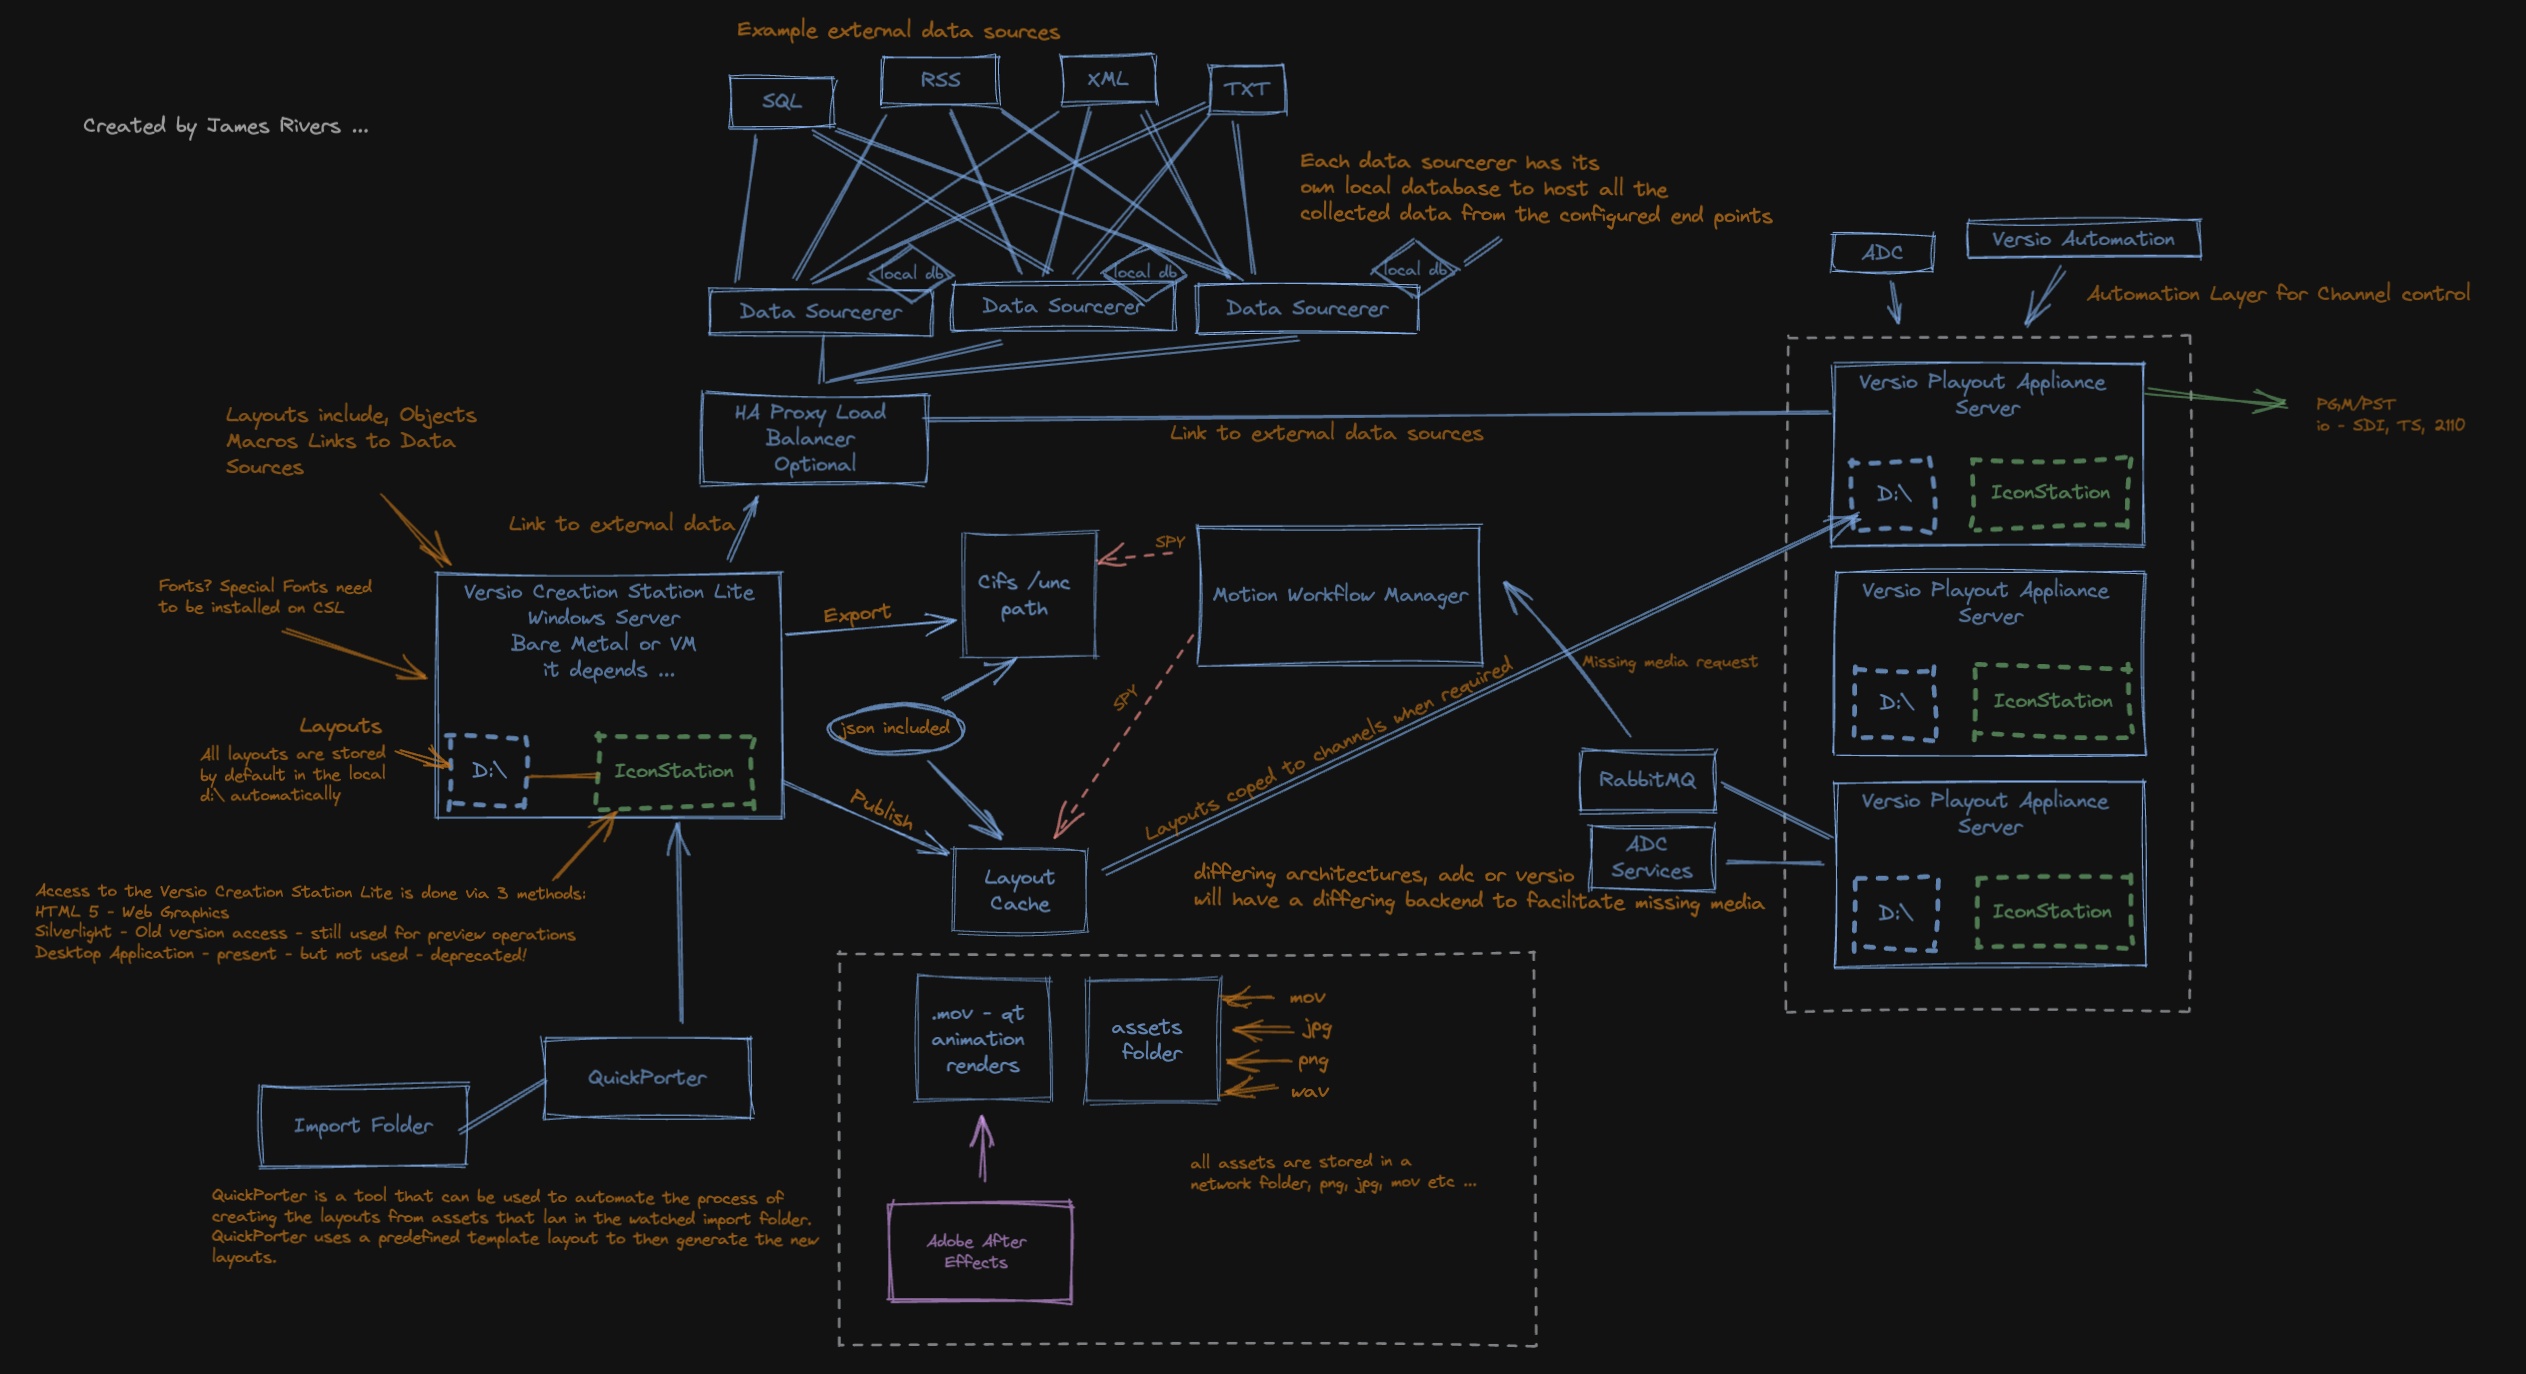 Example external data sources
SQL
RSS
XML
TXT
Created by James Rivers ...
Each data sourcerer has its
own local database to host all the
collected data from the configured end points
local db
local db
local db
Data Sourcerer
Data Sourcerer
Data Sourcerer
ADC
Versio Automation
Automation Layer for Channel control
HA Proxy Load
Balancer
Optional
Link to external data sources
Versio Playout Appliance
Server
D:\
IconStation
PGM/PST
io - SDI, TS, 2110
Layouts include, Objects
Macros Links to Data
Sources
Link to external data
Fonts? Special Fonts need
to be installed on CSL
Versio Creation Station Lite
Windows Server
Bare Metal or VM
it depends ...
Layouts
All layouts are stored
by default in the local
d:\ automatically
D:\
IconStation
Export
Cifs /unc
path
SPY
Motion Workflow Manager
SPY
json included
Publish
Layout
Cache
Layouts coped to channels when required
Missing media request
Versio Playout Appliance
Server
D:\
IconStation
RabbitMQ
ADC
Services
Versio Playout Appliance
Server
D:\
IconStation
differing architectures, adc or versio
will have a differing backend to facilitate missing media
Access to the Versio Creation Station Lite is done via 3 methods:
HTML 5 - Web Graphics
Silverlight - Old version access - still used for preview operations
Desktop Application - present - but not used - deprecated!
QuickPorter
Import Folder
QuickPorter is a tool that can be used to automate the process of
creating the layouts from assets that lan in the watched import folder.
QuickPorter uses a predefined template layout to then generate the new
layouts.
.mov - qt
animation
renders
assets
folder
mov
jpg
png
wav
all assets are stored in a
network folder, png, jpg, mov etc ...
Adobe After
Effects